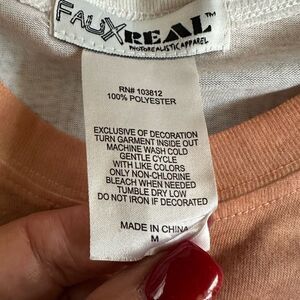 FAUXREAL™
PHOTOREALISTIC APPAREL
RN# 103812
100% POLYESTER
EXCLUSIVE OF DECORATION
TURN GARMENT INSIDE OUT
MACHINE WASH COLD
GENTLE CYCLE
WITH LIKE COLORS
ONLY NON-CHLORINE
BLEACH WHEN NEEDED
TUMBLE DRY LOW
DO NOT IRON IF DECORATED
MADE IN CHINA
M